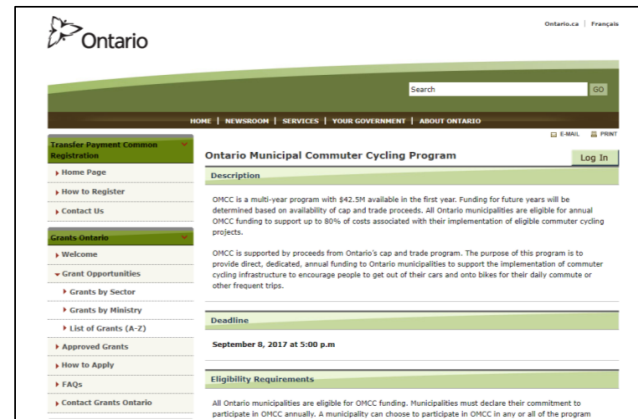 Ontario.ca | Français
Ontario
Search GO
HOME | NEWSROOM | SERVICES | YOUR GOVERNMENT | ABOUT ONTARIO
E-MAIL PRINT
Transfer Payment Common
Registration
Home Page
How to Register
Contact Us
Grants Ontario
Welcome
Grant Opportunities
Grants by Sector
Grants by Ministry
List of Grants (A-Z)
Approved Grants
How to Apply
FAQs
Contact Grants Ontario
Ontario Municipal Commuter Cycling Program
Log In
Description
OMCC is a multi-year program with $42.5M available in the first year. Funding for future years will be
determined based on availability of cap and trade proceeds. All Ontario municipalities are eligible for annual
OMCC funding to support up to 80% of costs associated with their implementation of eligible commuter cycling
projects.
OMCC is supported by proceeds from Ontario's cap and trade program. The purpose of this program is to
provide direct, dedicated, annual funding to Ontario municipalities to support the implementation of commuter
cycling infrastructure to encourage people to get out of their cars and onto bikes for their daily commute or
other frequent trips.
Deadline
September 8, 2017 at 5:00 p.m
Eligibility Requirements
All Ontario municipalities are eligible for OMCC funding. Municipalities must declare their commitment to
participate in OMCC annually. A municipality can choose to participate in OMCC in any or all of the program